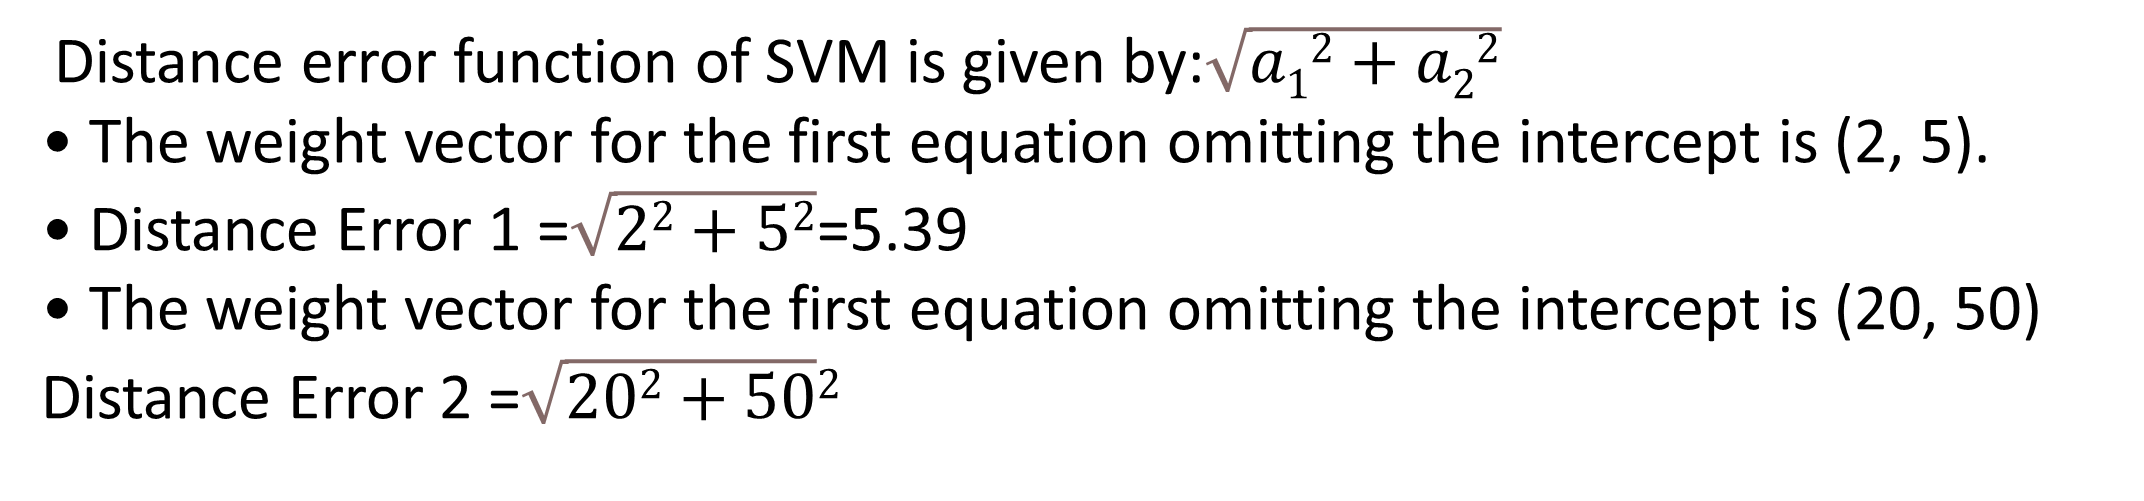 Distance error function of SVM is given by:√a₁² + a₂²
• The weight vector for the first equation omitting the intercept is (2, 5).
• Distance Error 1 =√2² + 5²=5.39
• The weight vector for the first equation omitting the intercept is (20, 50)
Distance Error 2 =√20² + 50²